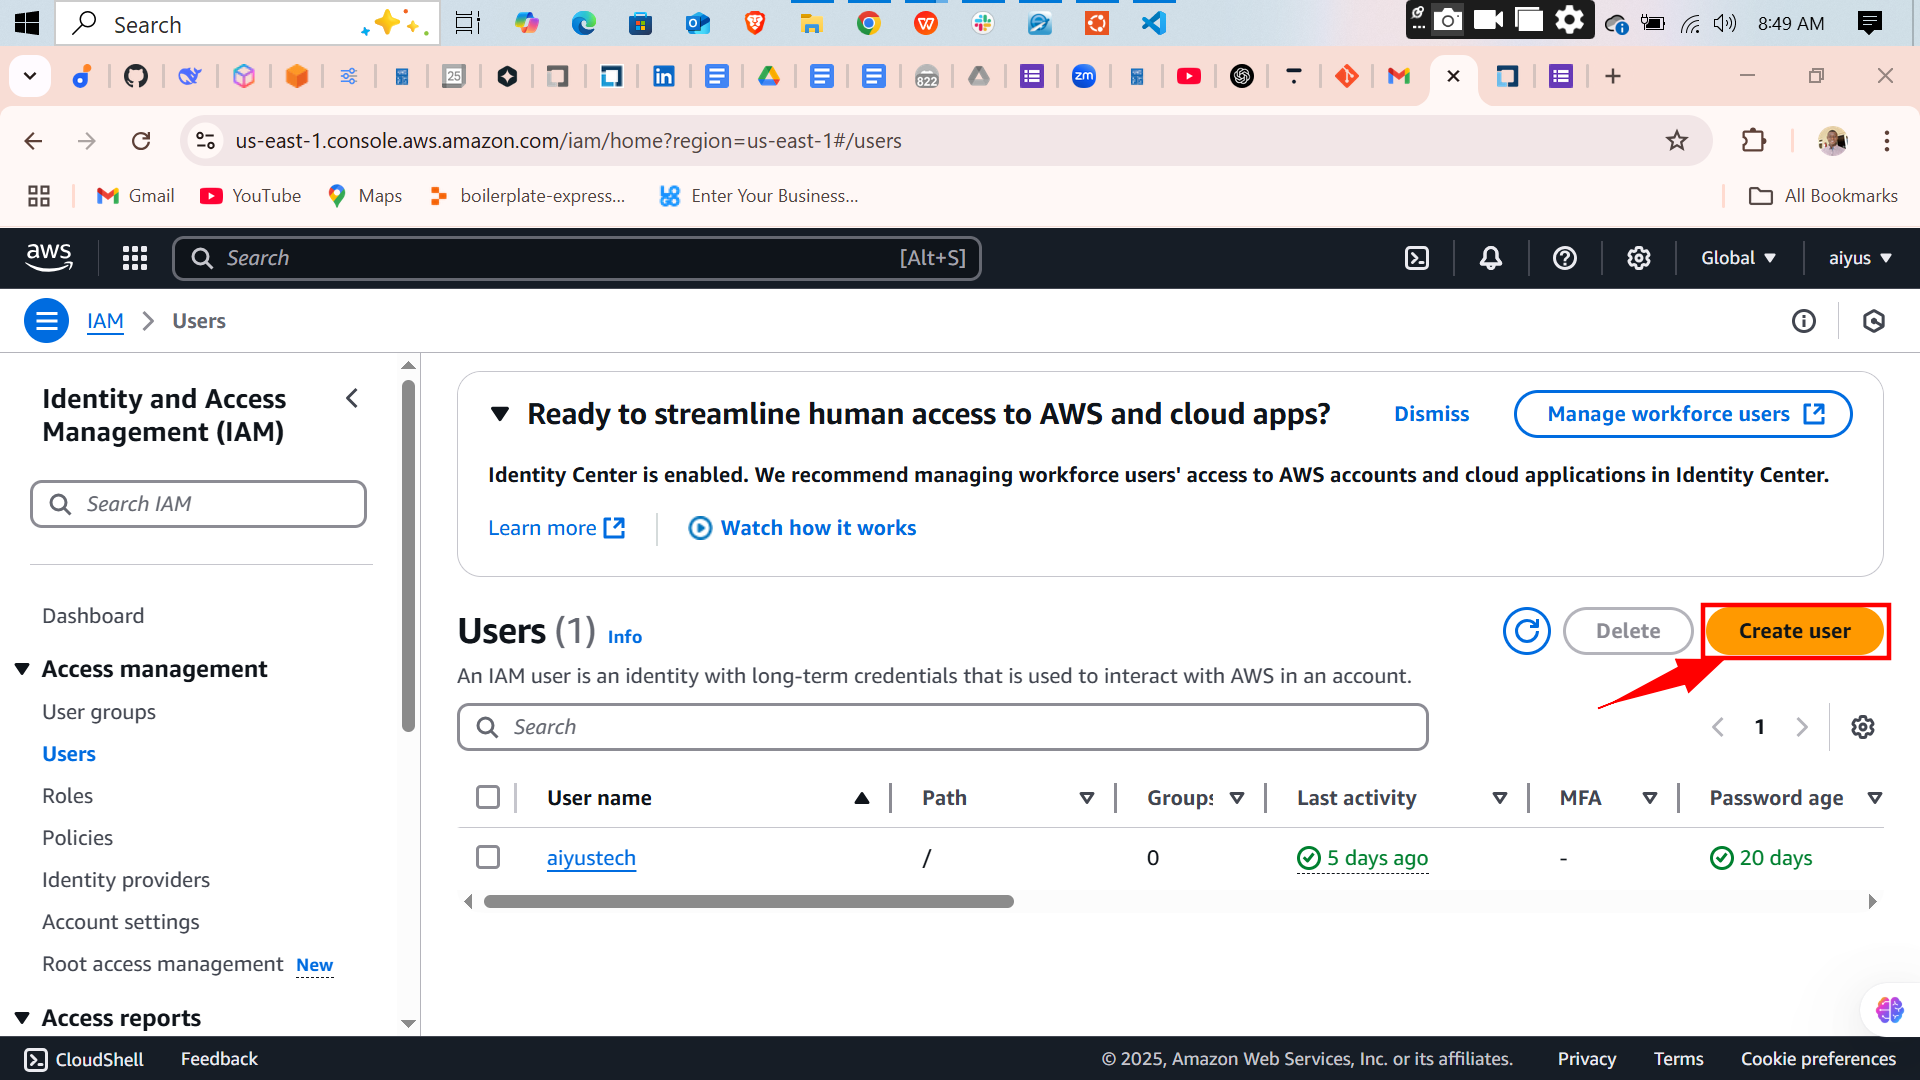 Search
8:49 AM
25
822
zm
us-east-1.console.aws.amazon.com/iam/home?region=us-east-1#/users
Gmail
YouTube
Maps
boilerplate-express...
Enter Your Business...
All Bookmarks
aws
Search
[Alt+S]
Global
aiyus
IAM
Users
Identity and Access
Management (IAM)
Search IAM
Dashboard
Access management
User groups
Users
Roles
Policies
Identity providers
Account settings
Root access management New
Access reports
Ready to streamline human access to AWS and cloud apps?
Dismiss
Manage workforce users
Identity Center is enabled. We recommend managing workforce users' access to AWS accounts and cloud applications in Identity Center.
Learn more
Watch how it works
Users (1) Info
Delete
Create user
An IAM user is an identity with long-term credentials that is used to interact with AWS in an account.
Search
1
User name
Path
Groups
Last activity
MFA
Password age
aiyustech
/
0
5 days ago
-
20 days
CloudShell
Feedback
© 2025, Amazon Web Services, Inc. or its affiliates.
Privacy
Terms
Cookie preferences